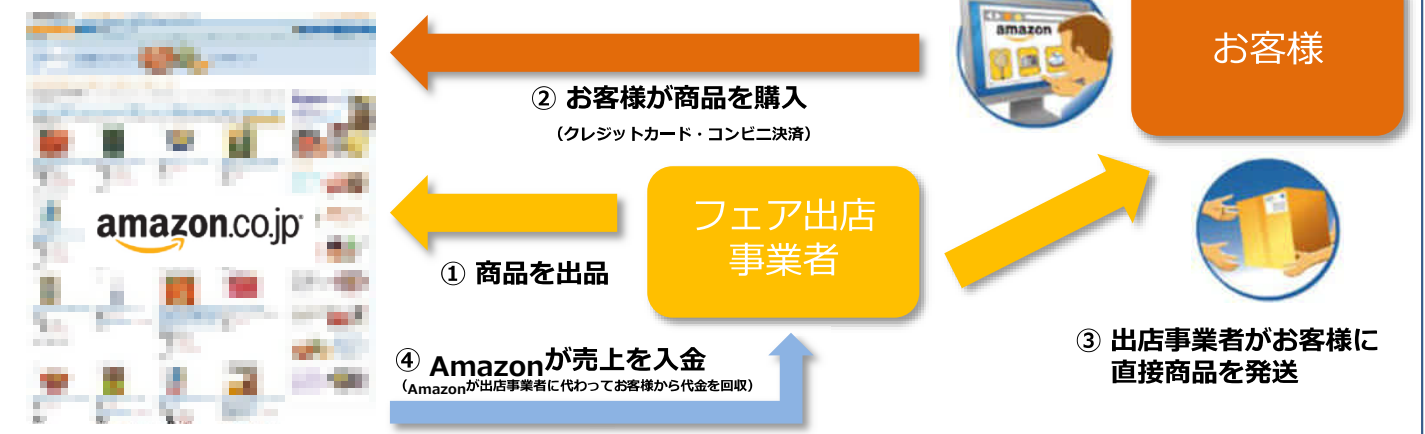 amazon
お客様
② お客様が商品を購入
(クレジットカード・コンビニ決済)
フェア出店
事業者
amazon.co.jp
① 商品を出品
③ 出店事業者がお客様に
直接商品を発送
④ Amazonが売上を入金
(Amazonが出店事業者に代わってお客様から代金を回収)